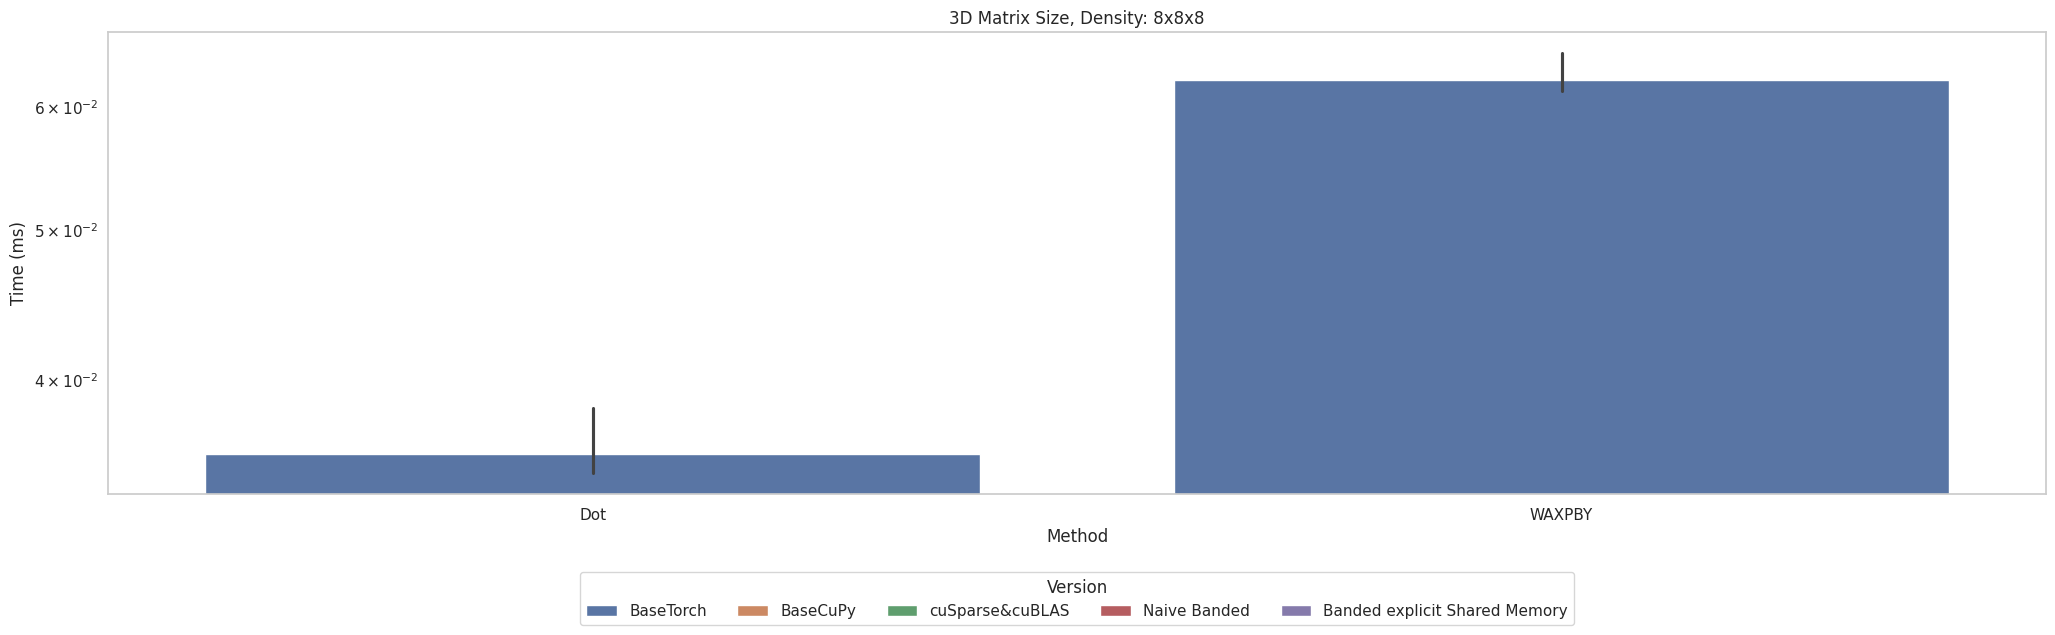 3D Matrix Size, Density: 8x8x8
6 × 10⁻²
5 × 10⁻²
4 × 10⁻²
Time (ms)
Dot WAXPBY
Method
Version
BaseTorch BaseCuPy cuSparse&cuBLAS Naive Banded Banded explicit Shared Memory